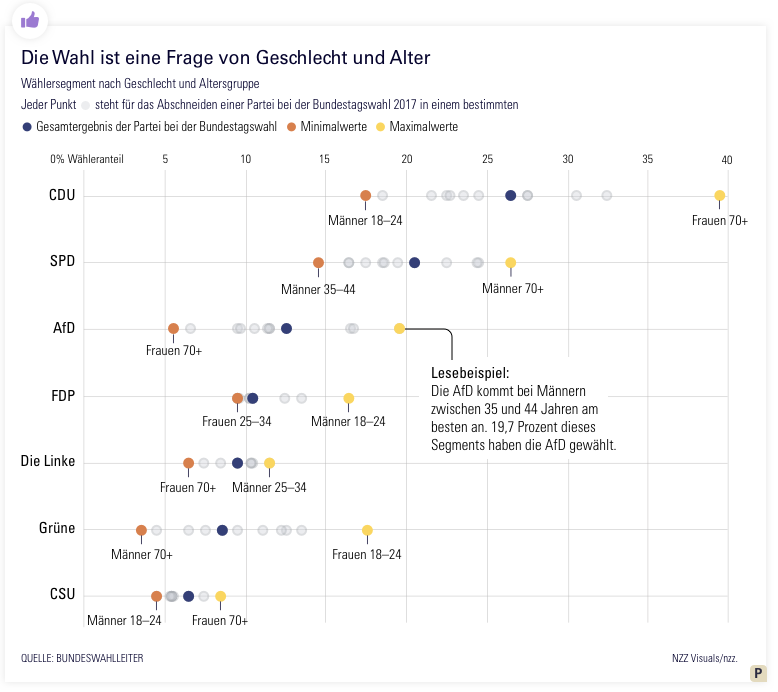 Die Wahl ist eine Frage von Geschlecht und Alter
Wählersegment nach Geschlecht und Altersgruppe
Jeder Punkt steht für das Abschneiden einer Partei bei der Bundestagswahl 2017 in einem bestimmten
Gesamtergebnis der Partei bei der Bundestagswahl Minimalwerte Maximalwerte
0% Wähleranteil 5 10 15 20 25 30 35 40
CDU
Männer 18–24 Frauen 70+
SPD
Männer 35–44 Männer 70+
AfD
Frauen 70+
Lesebeispiel:
Die AfD kommt bei Männern
zwischen 35 und 44 Jahren am
besten an. 19,7 Prozent dieses
Segments haben die AfD gewählt.
FDP
Frauen 25–34 Männer 18–24
Die Linke
Frauen 70+ Männer 25–34
Grüne
Männer 70+ Frauen 18–24
CSU
Männer 18–24 Frauen 70+
QUELLE: BUNDESWAHLLEITER NZZ Visuals/nzz.
P